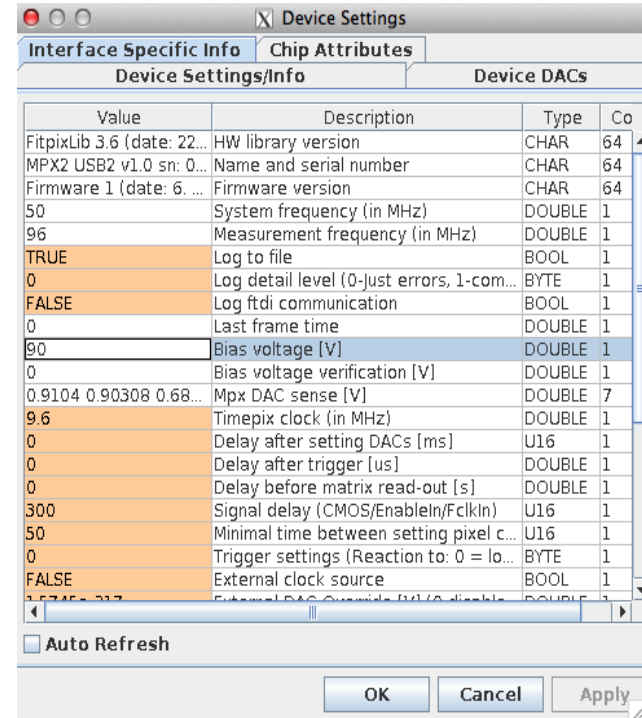 X Device Settings
Interface Specific Info Chip Attributes
Device Settings/Info Device DACs
Value Description Type Co
FitpixLib 3.6 (date: 22... HW library version CHAR 64
MPX2 USB2 v1.0 sn: 0... Name and serial number CHAR 64
Firmware 1 (date: 6. ... Firmware version CHAR 64
50 System frequency (in MHz) DOUBLE 1
96 Measurement frequency (in MHz) DOUBLE 1
TRUE Log to file BOOL 1
0 Log detail level (0-Just errors, 1-com... BYTE 1
FALSE Log ftdi communication BOOL 1
0 Last frame time DOUBLE 1
90 Bias voltage [V] DOUBLE 1
0 Bias voltage verification [V] DOUBLE 1
0.9104 0.90308 0.68... Mpx DAC sense [V] DOUBLE 7
9.6 Timepix clock (in MHz) DOUBLE 1
0 Delay after setting DACs [ms] U16 1
0 Delay after trigger [us] DOUBLE 1
0 Delay before matrix read-out [s] DOUBLE 1
300 Signal delay (CMOS/EnableIn/FclkIn) U16 1
50 Minimal time between setting pixel c... U16 1
0 Trigger settings (Reaction to: 0 = lo... BYTE 1
FALSE External clock source BOOL 1
External DAC Override [V] (0 disable DOUBLE 1
Auto Refresh
OK Cancel Apply